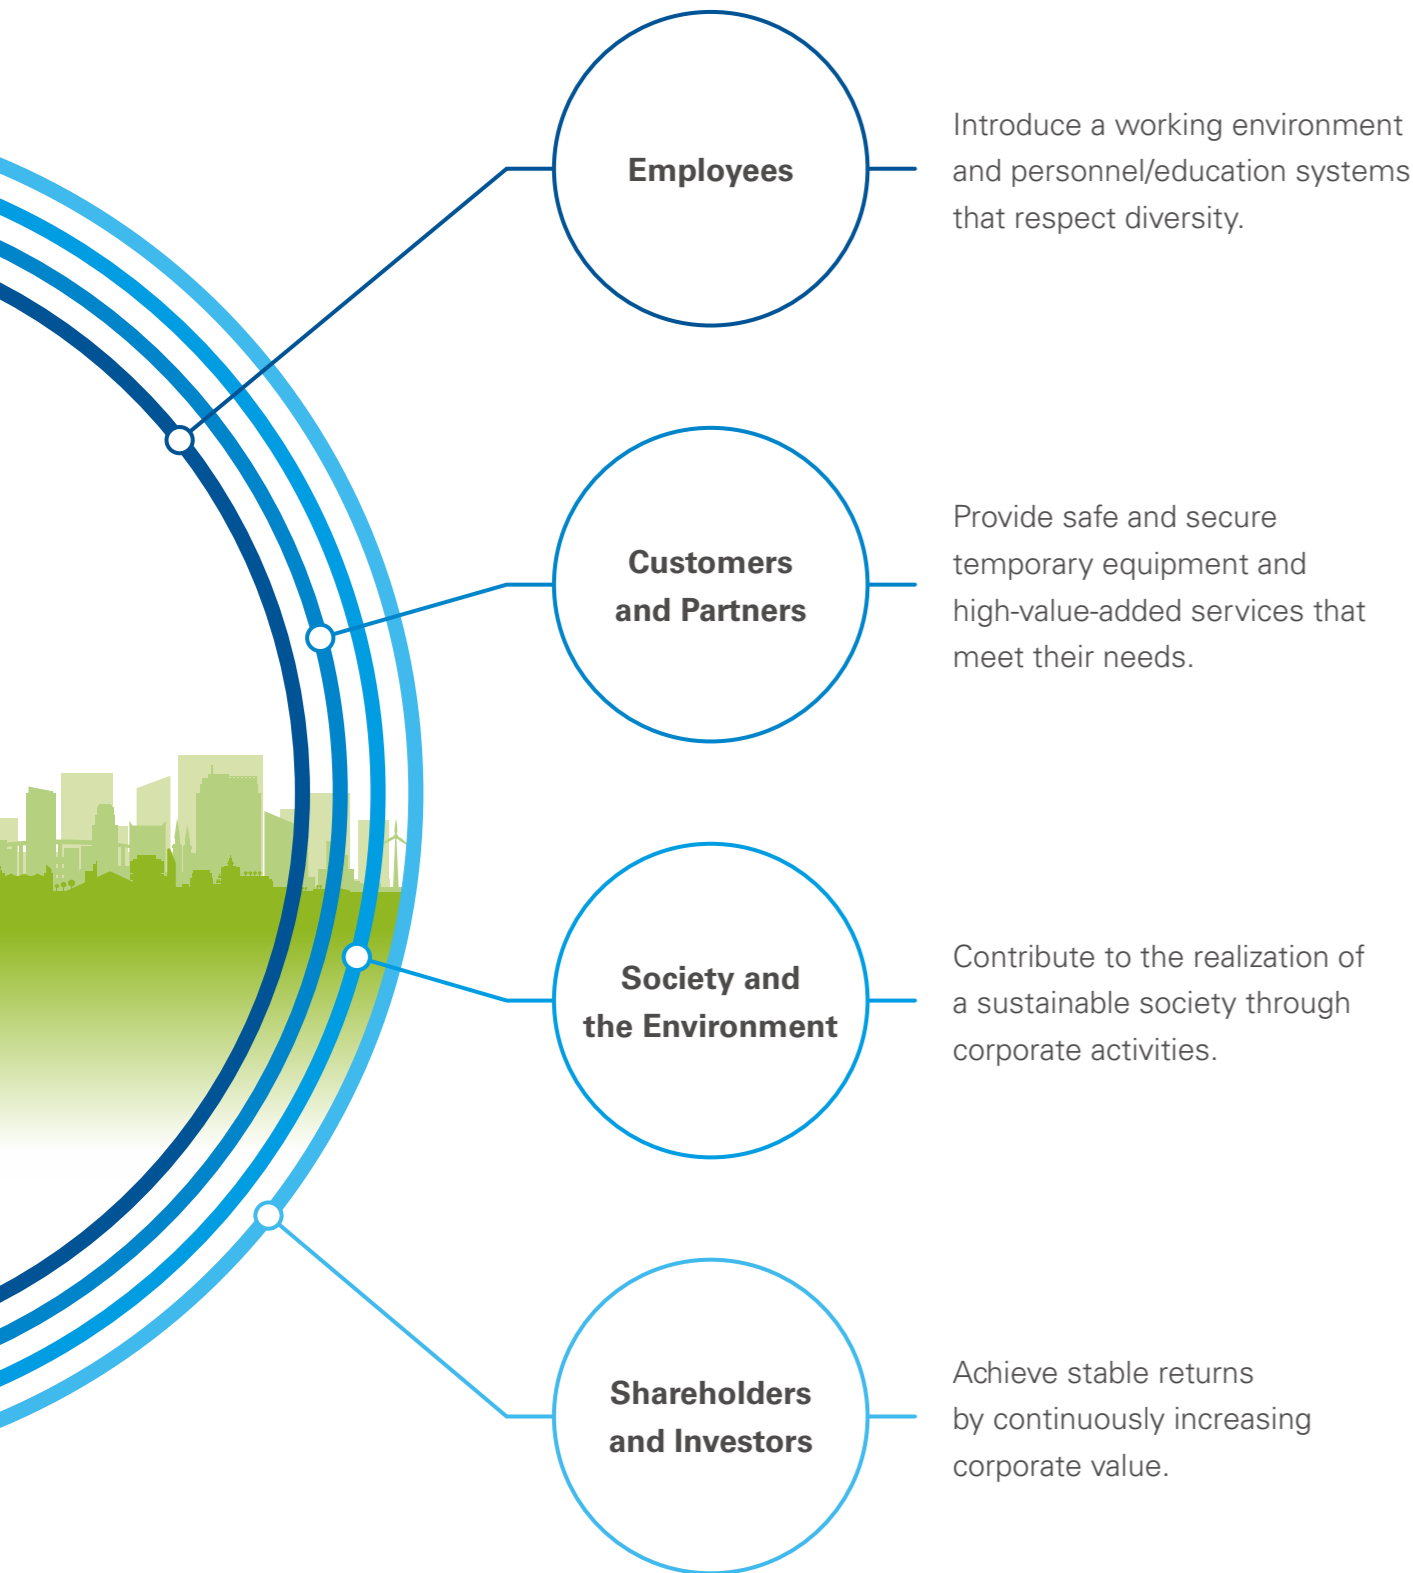 Employees
Introduce a working environment
and personnel/education systems
that respect diversity.
Customers
and Partners
Provide safe and secure
temporary equipment and
high-value-added services that
meet their needs.
Society and
the Environment
Contribute to the realization of
a sustainable society through
corporate activities.
Shareholders
and Investors
Achieve stable returns
by continuously increasing
corporate value.